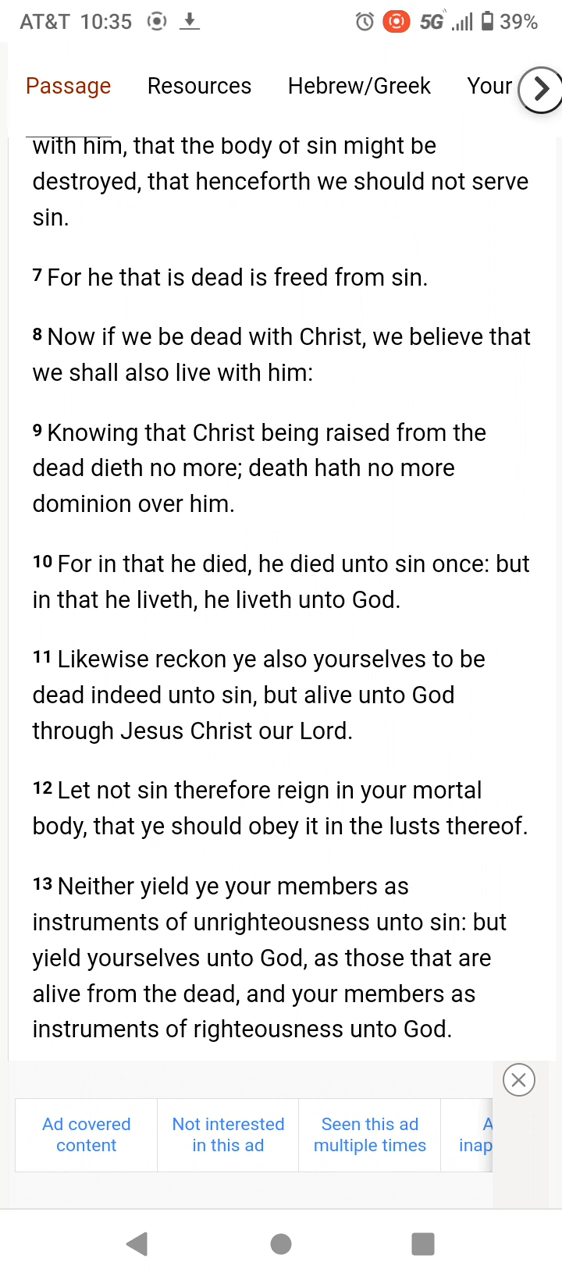 AT&T 10:35 5G 39%
Passage Resources Hebrew/Greek Your
with him, that the body of sin might be
destroyed, that henceforth we should not serve
sin.
7 For he that is dead is freed from sin.
8 Now if we be dead with Christ, we believe that
we shall also live with him:
9 Knowing that Christ being raised from the
dead dieth no more; death hath no more
dominion over him.
10 For in that he died, he died unto sin once: but
in that he liveth, he liveth unto God.
11 Likewise reckon ye also yourselves to be
dead indeed unto sin, but alive unto God
through Jesus Christ our Lord.
12 Let not sin therefore reign in your mortal
body, that ye should obey it in the lusts thereof.
13 Neither yield ye your members as
instruments of unrighteousness unto sin: but
yield yourselves unto God, as those that are
alive from the dead, and your members as
instruments of righteousness unto God.
Ad covered
content
Not interested
in this ad
Seen this ad
multiple times
A
inap